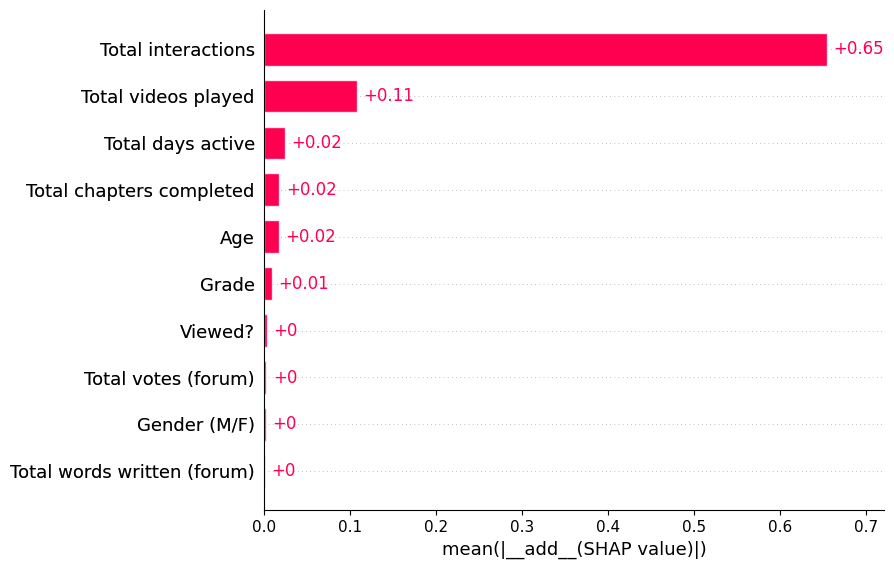 Total interactions +0.65
Total videos played +0.11
Total days active +0.02
Total chapters completed +0.02
Age +0.02
Grade +0.01
Viewed? +0
Total votes (forum) +0
Gender (M/F) +0
Total words written (forum) +0
0.0 0.1 0.2 0.3 0.4 0.5 0.6 0.7
mean(|__add__(SHAP value)|)